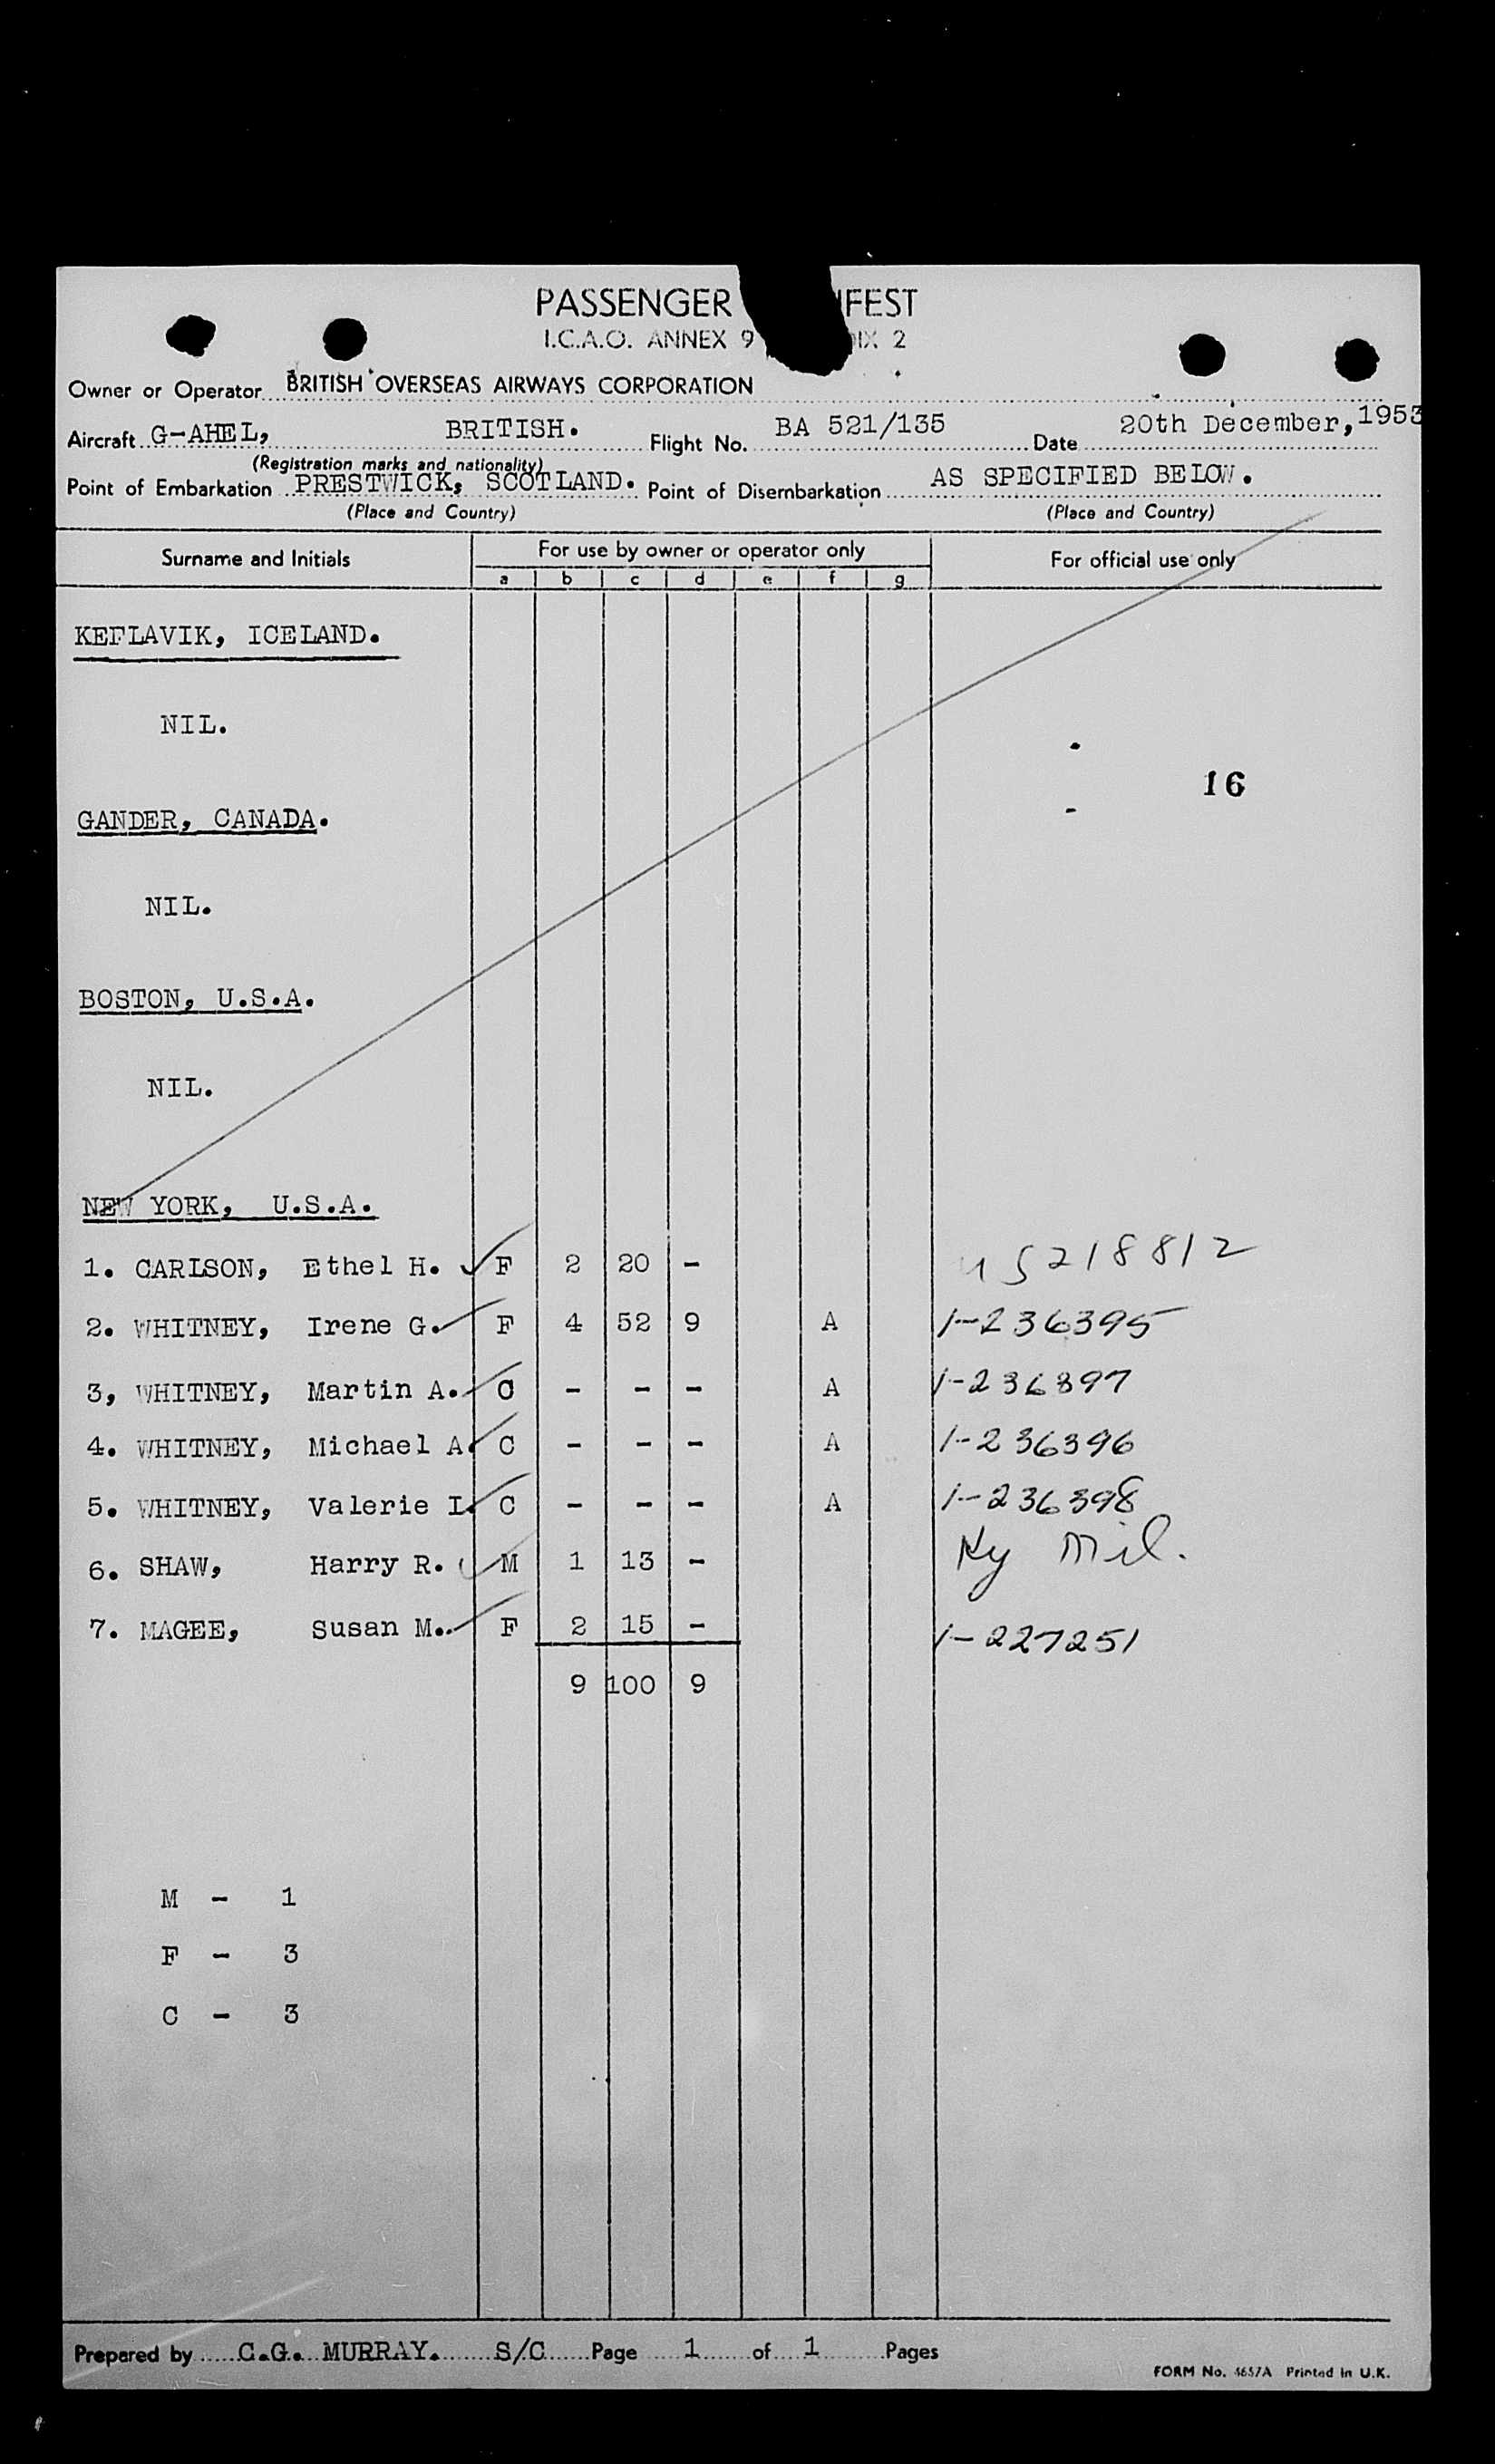 PASSENGER IFEST
I.C.A.O. ANNEX 9 DIX 2
Owner or Operator BRITISH OVERSEAS AIRWAYS CORPORATION
Aircraft G-AHEL, BRITISH. Flight No. BA 521/135 Date 20th December, 1953
(Registration marks and nationality)
Point of Embarkation PRESTWICK, SCOTLAND. Point of Disembarkation AS SPECIFIED BELOW.
(Place and Country) (Place and Country)
Surname and Initials For use by owner or operator only For official use only
a b c d e f g
KEFLAVIK, ICELAND.
NIL.
16
GANDER, CANADA.
NIL.
BOSTON, U.S.A.
NIL.
NEW YORK, U.S.A.
1. CARLSON, Ethel H. F 2 20 - 5218812
2. WHITNEY, Irene G. F 4 52 9 A 1-236395
3, WHITNEY, Martin A. C - - - A 1-236397
4. WHITNEY, Michael A. C - - - A 1-236396
5. WHITNEY, Valerie I. C - - - A 1-236398
6. SHAW, Harry R. M 1 13 - Mil.
7. MAGEE, Susan M.. F 2 15 - 1-227251
9 100 9
M - 1
F - 3
C - 3
Prepared by C.G. MURRAY. S/C Page 1 of 1 Pages
FORM No. Printed in U.K.